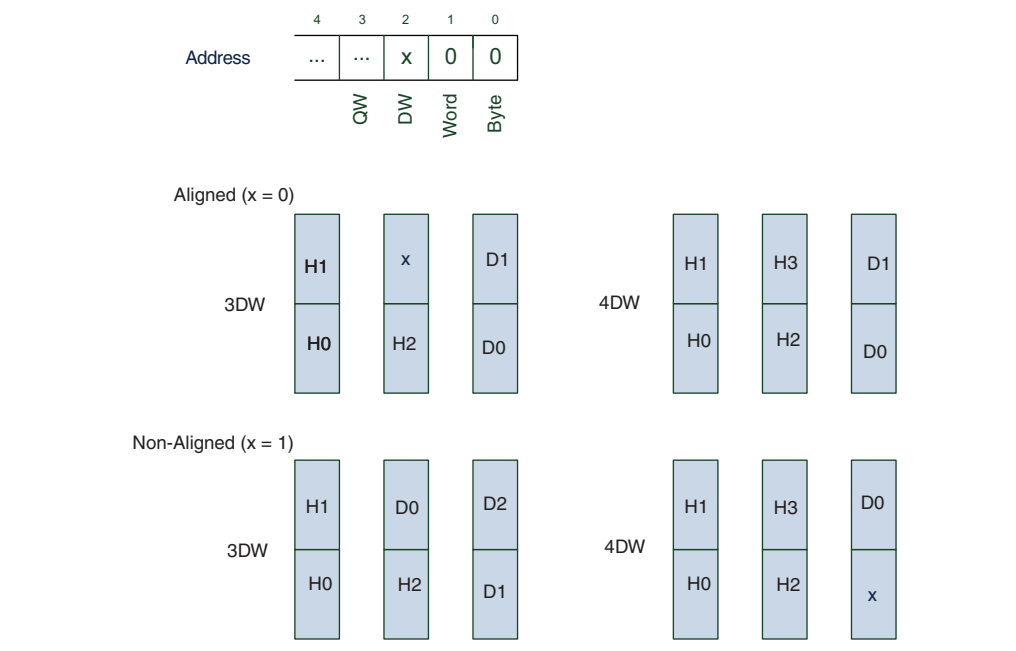 4 3 2 1 0
Address ... ... x 0 0
QW DW Word Byte
Aligned (x = 0)
H1 x D1 H1 H3 D1
3DW 4DW
H0 H2 D0 H0 H2 D0
Non-Aligned (x = 1)
H1 D0 D2 H1 H3 D0
3DW 4DW
H0 H2 D1 H0 H2 x